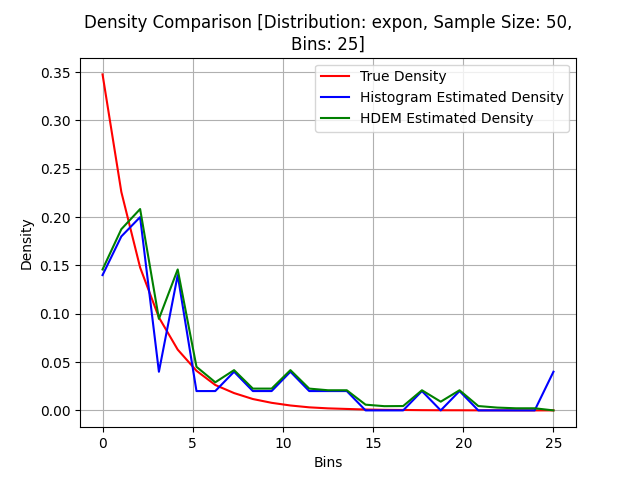 Density Comparison [Distribution: expon, Sample Size: 50,
Bins: 25]
True Density
Histogram Estimated Density
HDEM Estimated Density
0.35
0.30
0.25
0.20
0.15
0.10
0.05
0.00
Density
0 5 10 15 20 25
Bins